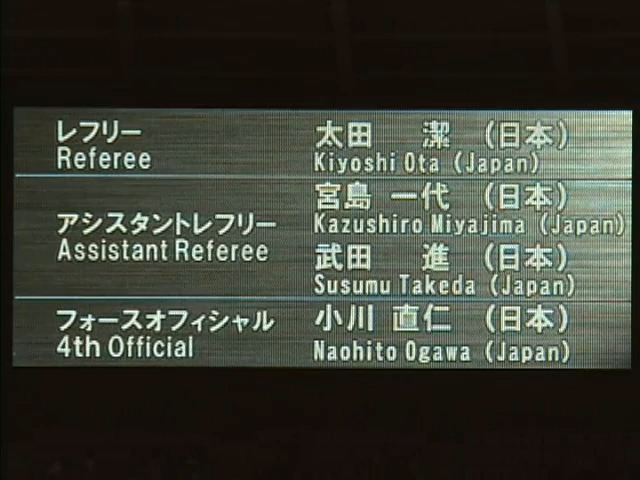 レフリー 太田 潔 (日本)
Referee Kiyoshi Ota (Japan)
宮島 一代 (日本)
アシスタントレフリー Kazushiro Miyajima (Japan)
Assistant Referee 武田 進 (日本)
Susumu Takeda (Japan)
フォースオフィシャル 小川 直仁 (日本)
4th Official Naohito Ogawa (Japan)